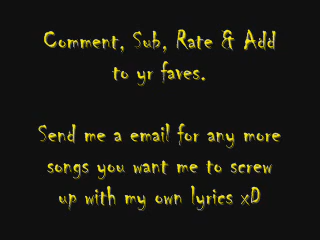 Comment, Sub, Rate & Add
to yr faves.
Send me a email for any more
songs you want me to screw
up with my own lyrics xD